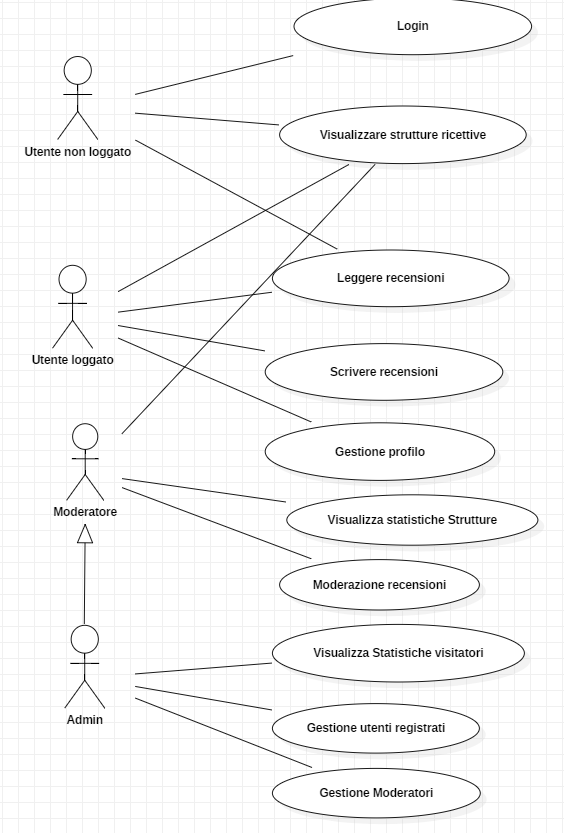 Login
Utente non loggato
Visualizzare strutture ricettive
Leggere recensioni
Utente loggato
Scrivere recensioni
Gestione profilo
Moderatore
Visualizza statistiche Strutture
Moderazione recensioni
Visualizza Statistiche visitatori
Admin
Gestione utenti registrati
Gestione Moderatori